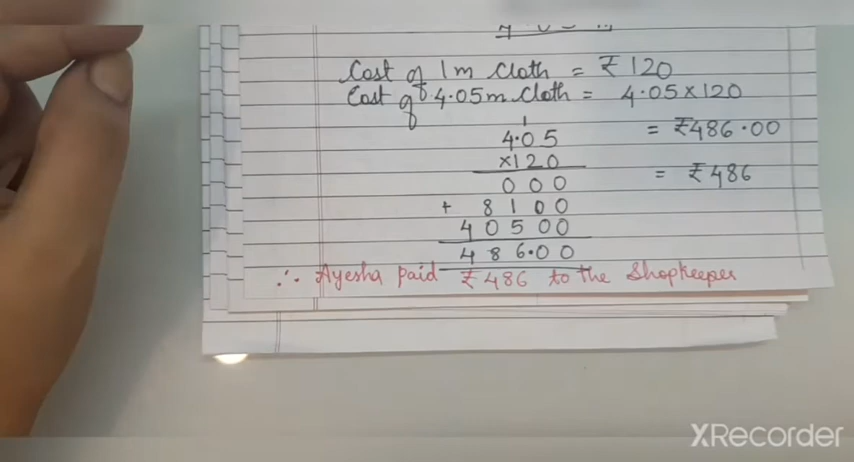 Cost of 1m Cloth = ₹120
Cost of 4.05m Cloth = 4.05×120
1
4.05
= ₹486.00
×120
000
= ₹486
+ 8100
40500
486.00
∴ Ayesha paid ₹486 to the Shopkeeper
XRecorder